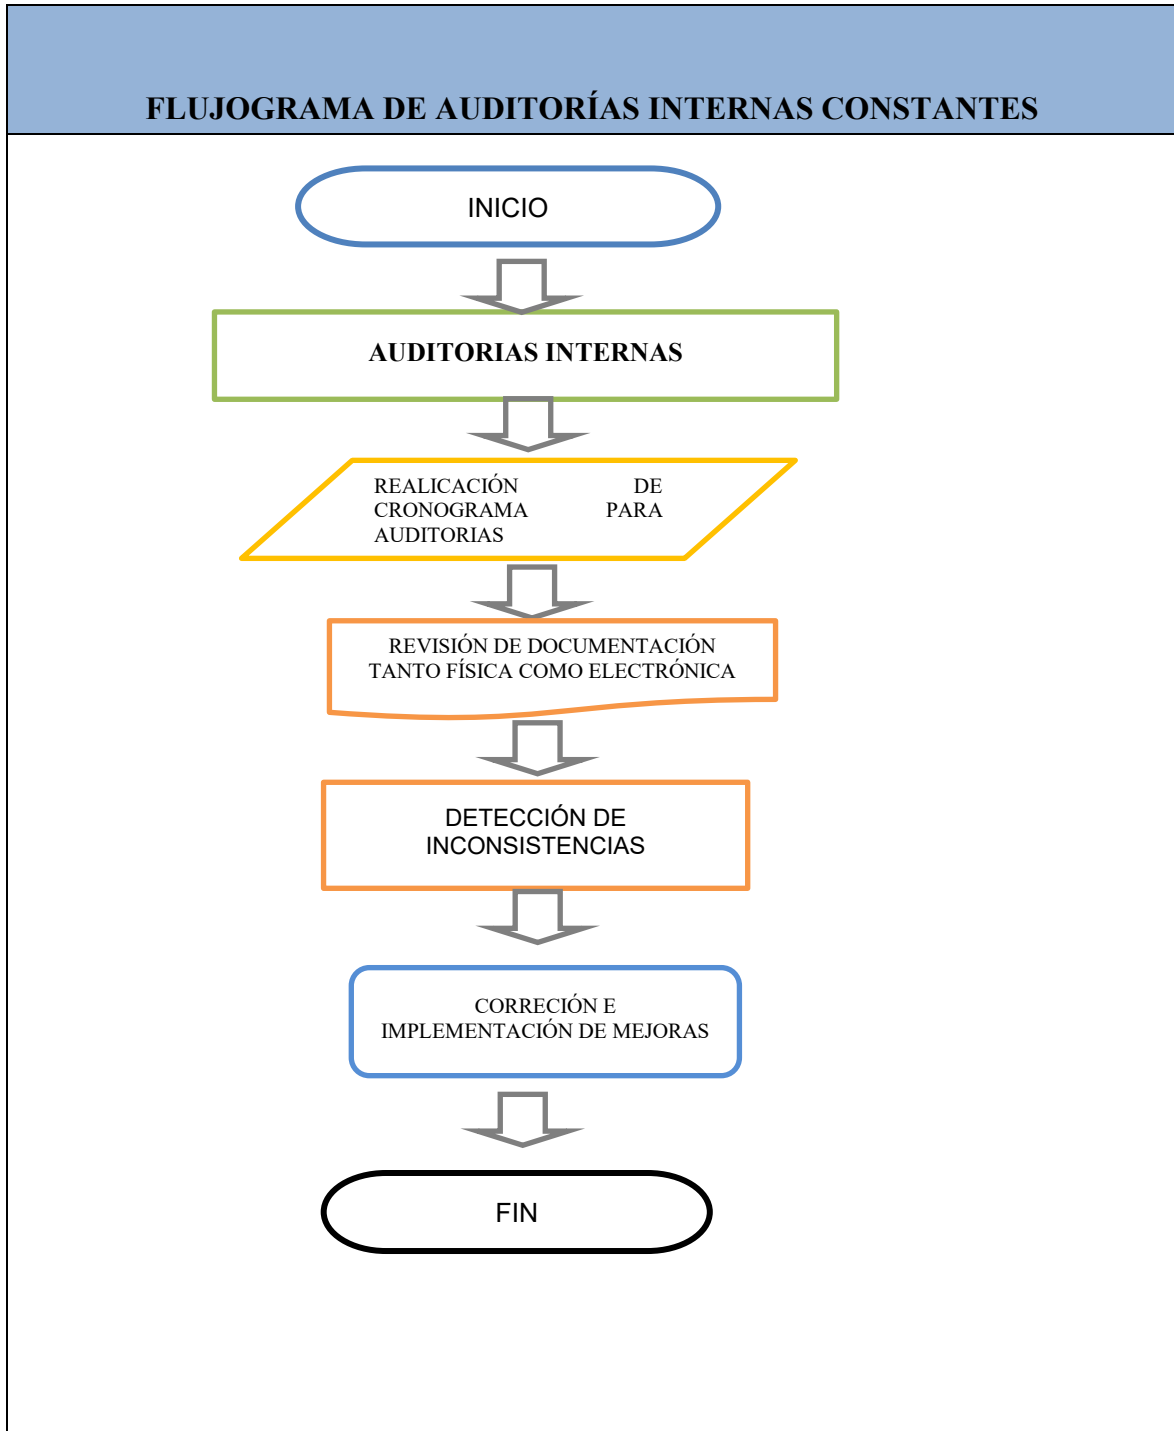 FLUJOGRAMA DE AUDITORÍAS INTERNAS CONSTANTES
INICIO
AUDITORIAS INTERNAS
REALICACIÓN DE
CRONOGRAMA PARA
AUDITORIAS
REVISIÓN DE DOCUMENTACIÓN
TANTO FÍSICA COMO ELECTRÓNICA
DETECCIÓN DE
INCONSISTENCIAS
CORRECIÓN E
IMPLEMENTACIÓN DE MEJORAS
FIN